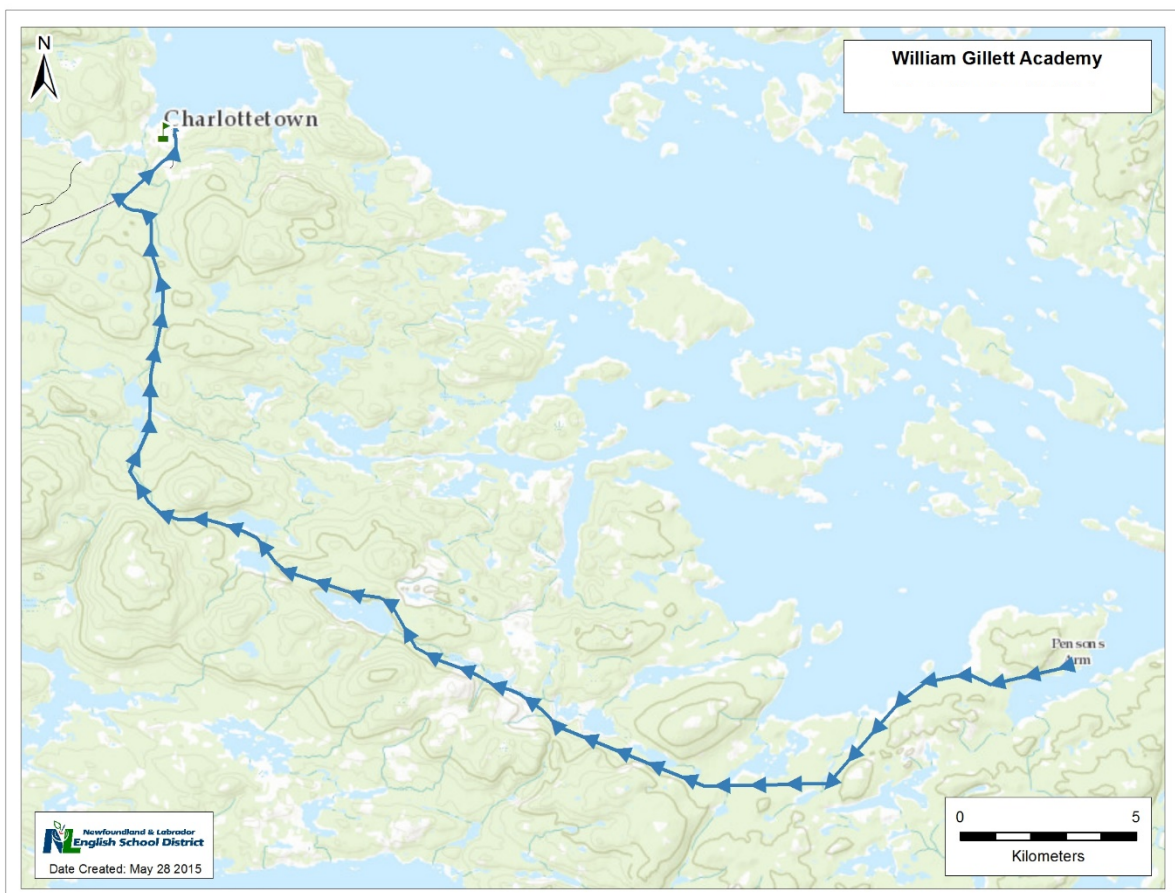 N
William Gillett Academy
Charlottetown
Pensons
Arm
0 5
Kilometers
NL
Newfoundland & Labrador
English School District
Date Created: May 28 2015